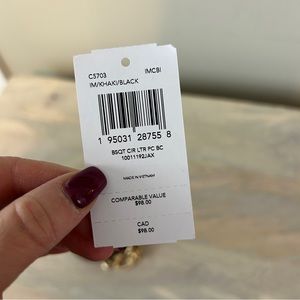 C5703 IMCBI
IM/KHAKI/BLACK
1 95031 28755 8
BSQT CIR LTR PC BC
10011192JAX
MADE IN VIETNAM
COMPARABLE VALUE
$98.00
CAD
$98.00